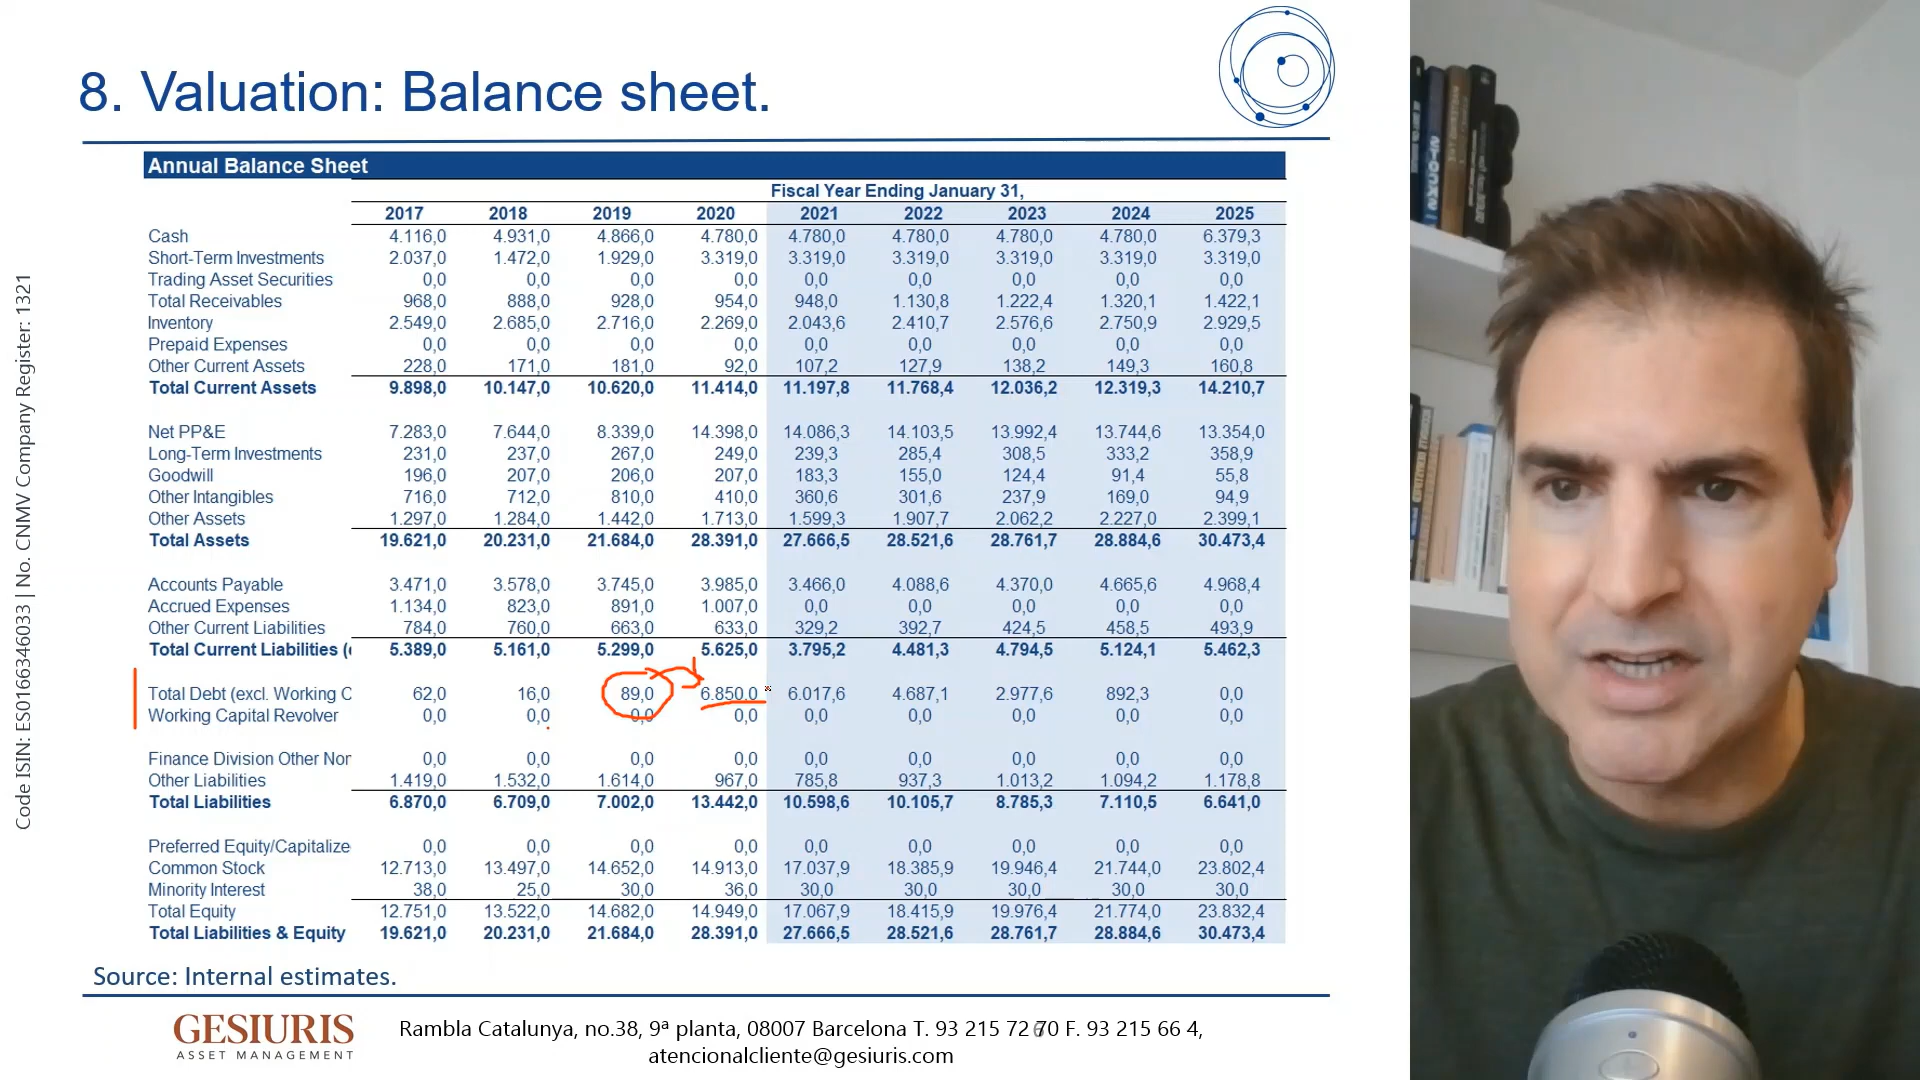 8. Valuation: Balance sheet.
Annual Balance Sheet
Fiscal Year Ending January 31,
2017 2018 2019 2020 2021 2022 2023 2024 2025
Cash 4.116,0 4.931,0 4.866,0 4.780,0 4.780,0 4.780,0 4.780,0 4.780,0 6.379,3
Short-Term Investments 2.037,0 1.472,0 1.929,0 3.319,0 3.319,0 3.319,0 3.319,0 3.319,0 3.319,0
Trading Asset Securities 0,0 0,0 0,0 0,0 0,0 0,0 0,0 0,0 0,0
Total Receivables 968,0 888,0 928,0 954,0 948,0 1.130,8 1.222,4 1.320,1 1.422,1
Inventory 2.549,0 2.685,0 2.716,0 2.269,0 2.043,6 2.410,7 2.576,6 2.750,9 2.929,5
Prepaid Expenses 0,0 0,0 0,0 0,0 0,0 0,0 0,0 0,0 0,0
Other Current Assets 228,0 171,0 181,0 92,0 107,2 127,9 138,2 149,3 160,8
Total Current Assets 9.898,0 10.147,0 10.620,0 11.414,0 11.197,8 11.768,4 12.036,2 12.319,3 14.210,7
Net PP&E 7.283,0 7.644,0 8.339,0 14.398,0 14.086,3 14.103,5 13.992,4 13.744,6 13.354,0
Long-Term Investments 231,0 237,0 267,0 249,0 239,3 285,4 308,5 333,2 358,9
Goodwill 196,0 207,0 206,0 207,0 183,3 155,0 124,4 91,4 55,8
Other Intangibles 716,0 712,0 810,0 410,0 360,6 301,6 237,9 169,0 94,9
Other Assets 1.297,0 1.284,0 1.442,0 1.713,0 1.599,3 1.907,7 2.062,2 2.227,0 2.399,1
Total Assets 19.621,0 20.231,0 21.684,0 28.391,0 27.666,5 28.521,6 28.761,7 28.884,6 30.473,4
Accounts Payable 3.471,0 3.578,0 3.745,0 3.985,0 3.466,0 4.088,6 4.370,0 4.665,6 4.968,4
Accrued Expenses 1.134,0 823,0 891,0 1.007,0 0,0 0,0 0,0 0,0 0,0
Other Current Liabilities 784,0 760,0 663,0 633,0 329,2 392,7 424,5 458,5 493,9
Total Current Liabilities (e 5.389,0 5.161,0 5.299,0 5.625,0 3.795,2 4.481,3 4.794,5 5.124,1 5.462,3
Total Debt (excl. Working C 62,0 16,0 89,0 6.850,0 6.017,6 4.687,1 2.977,6 892,3 0,0
Working Capital Revolver 0,0 0,0 0,0 0,0 0,0 0,0 0,0 0,0 0,0
Finance Division Other Nor 0,0 0,0 0,0 0,0 0,0 0,0 0,0 0,0 0,0
Other Liabilities 1.419,0 1.532,0 1.614,0 967,0 785,8 937,3 1.013,2 1.094,2 1.178,8
Total Liabilities 6.870,0 6.709,0 7.002,0 13.442,0 10.598,6 10.105,7 8.785,3 7.110,5 6.641,0
Preferred Equity/Capitalize 0,0 0,0 0,0 0,0 0,0 0,0 0,0 0,0 0,0
Common Stock 12.713,0 13.497,0 14.652,0 14.913,0 17.037,9 18.385,9 19.946,4 21.744,0 23.802,4
Minority Interest 38,0 25,0 30,0 36,0 30,0 30,0 30,0 30,0 30,0
Total Equity 12.751,0 13.522,0 14.682,0 14.949,0 17.067,9 18.415,9 19.976,4 21.774,0 23.832,4
Total Liabilities & Equity 19.621,0 20.231,0 21.684,0 28.391,0 27.666,5 28.521,6 28.761,7 28.884,6 30.473,4
Source: Internal estimates.
GESIURIS
ASSET MANAGEMENT
Rambla Catalunya, no.38, 9ª planta, 08007 Barcelona T. 93 215 72 70 F. 93 215 66 4,
atencionalcliente@gesiuris.com
Code ISIN: ES0166346033 | No. CNMV Company Register: 1321